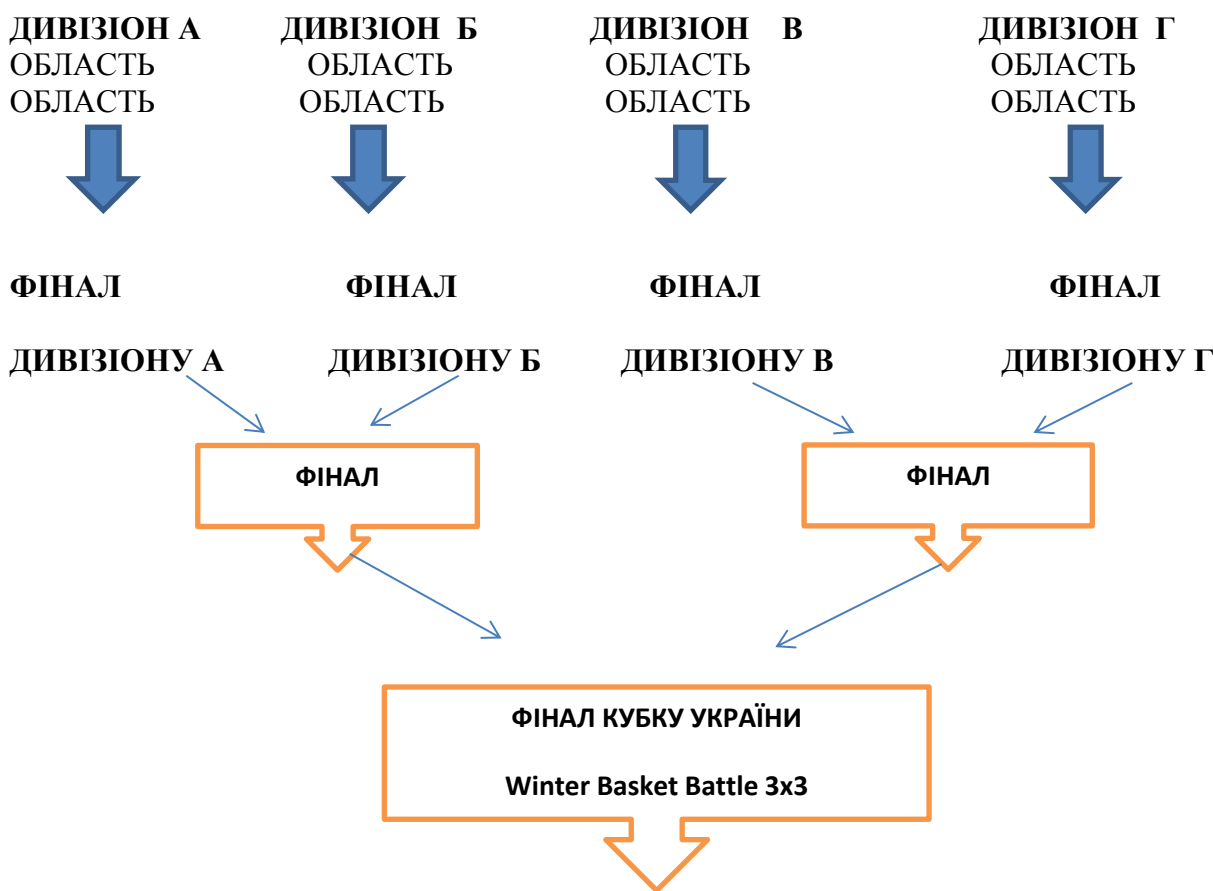 ДИВІЗІОН А ДИВІЗІОН Б ДИВІЗІОН В ДИВІЗІОН Г
ОБЛАСТЬ ОБЛАСТЬ ОБЛАСТЬ ОБЛАСТЬ
ОБЛАСТЬ ОБЛАСТЬ ОБЛАСТЬ ОБЛАСТЬ
ФІНАЛ ФІНАЛ ФІНАЛ ФІНАЛ
ДИВІЗІОНУ А ДИВІЗІОНУ Б ДИВІЗІОНУ В ДИВІЗІОНУ Г
ФІНАЛ ФІНАЛ
ФІНАЛ КУБКУ УКРАЇНИ
Winter Basket Battle 3х3